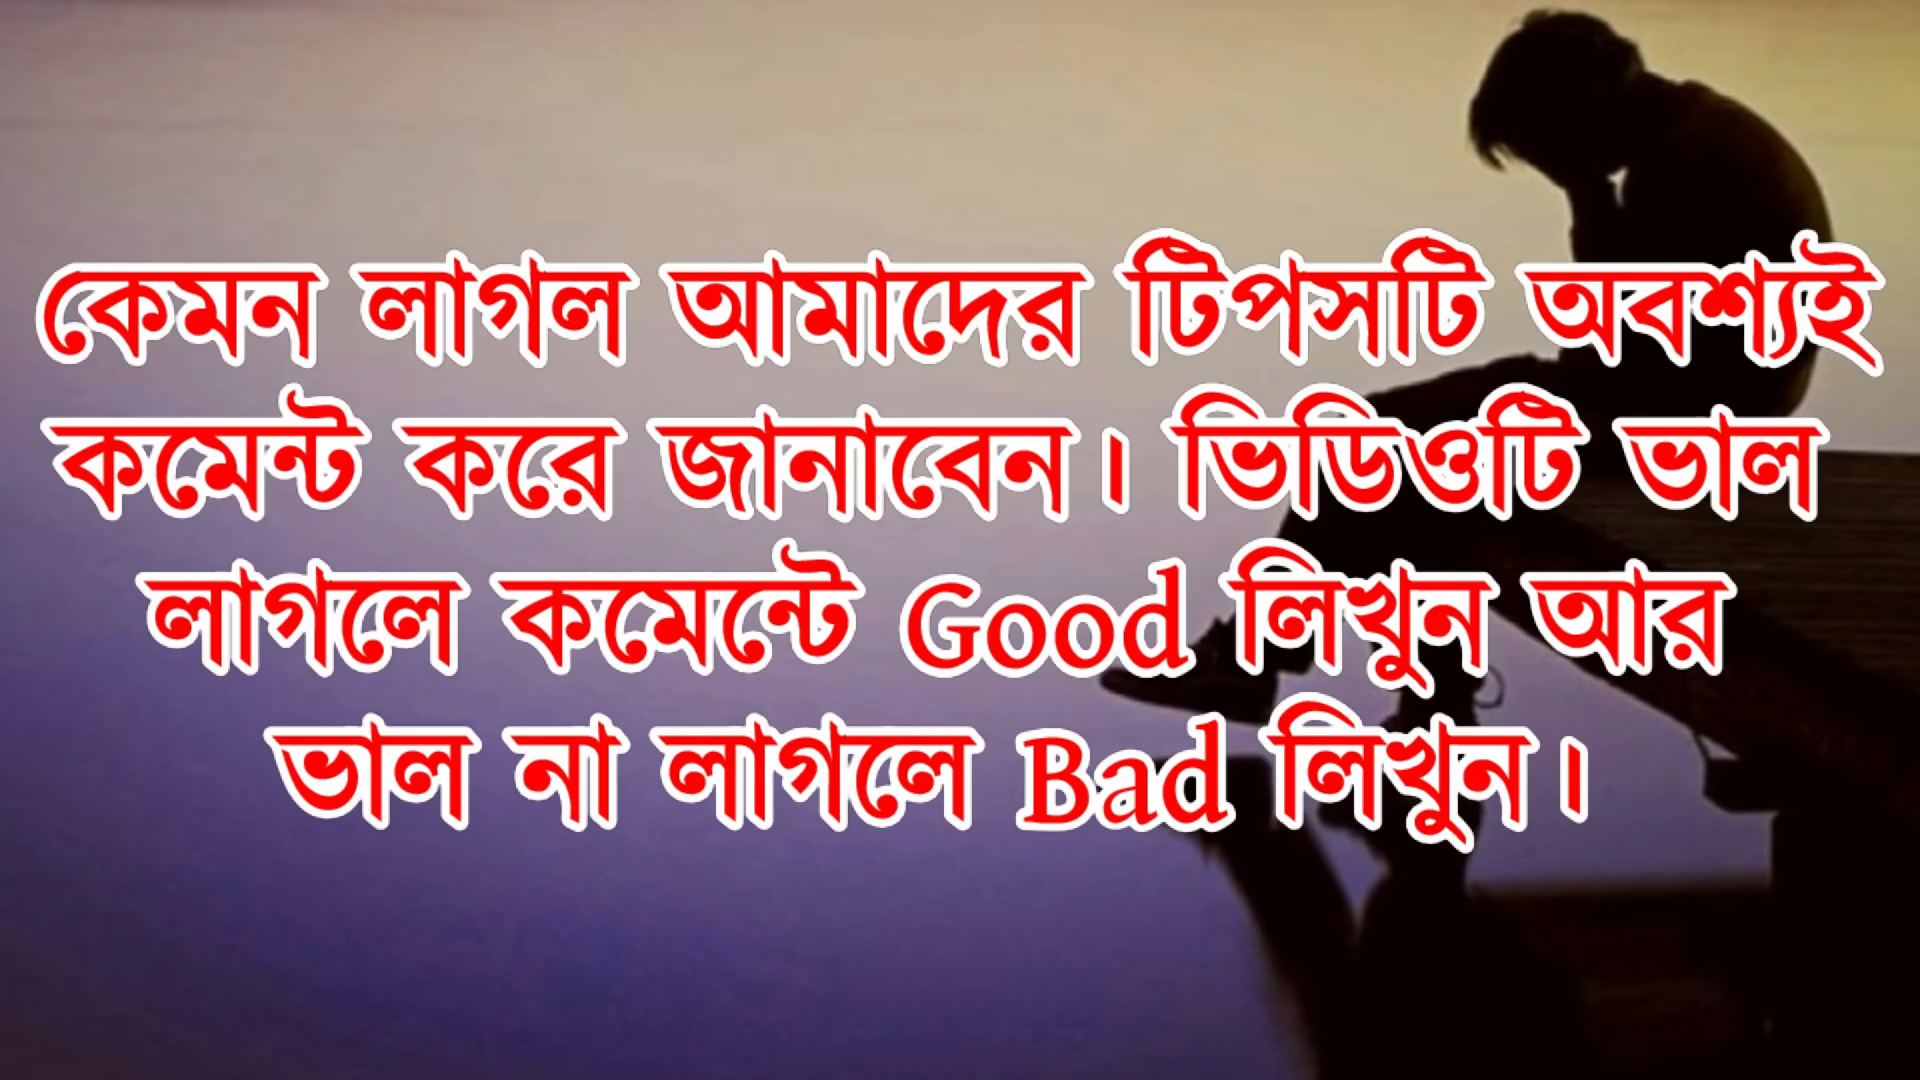 কেমন লাগল আমাদের টিপসটি অবশ্যই
কমেন্ট করে জানাবেন। ভিডিওটি ভাল
লাগলে কমেন্টে Good লিখুন আর
ভাল না লাগলে Bad লিখুন।